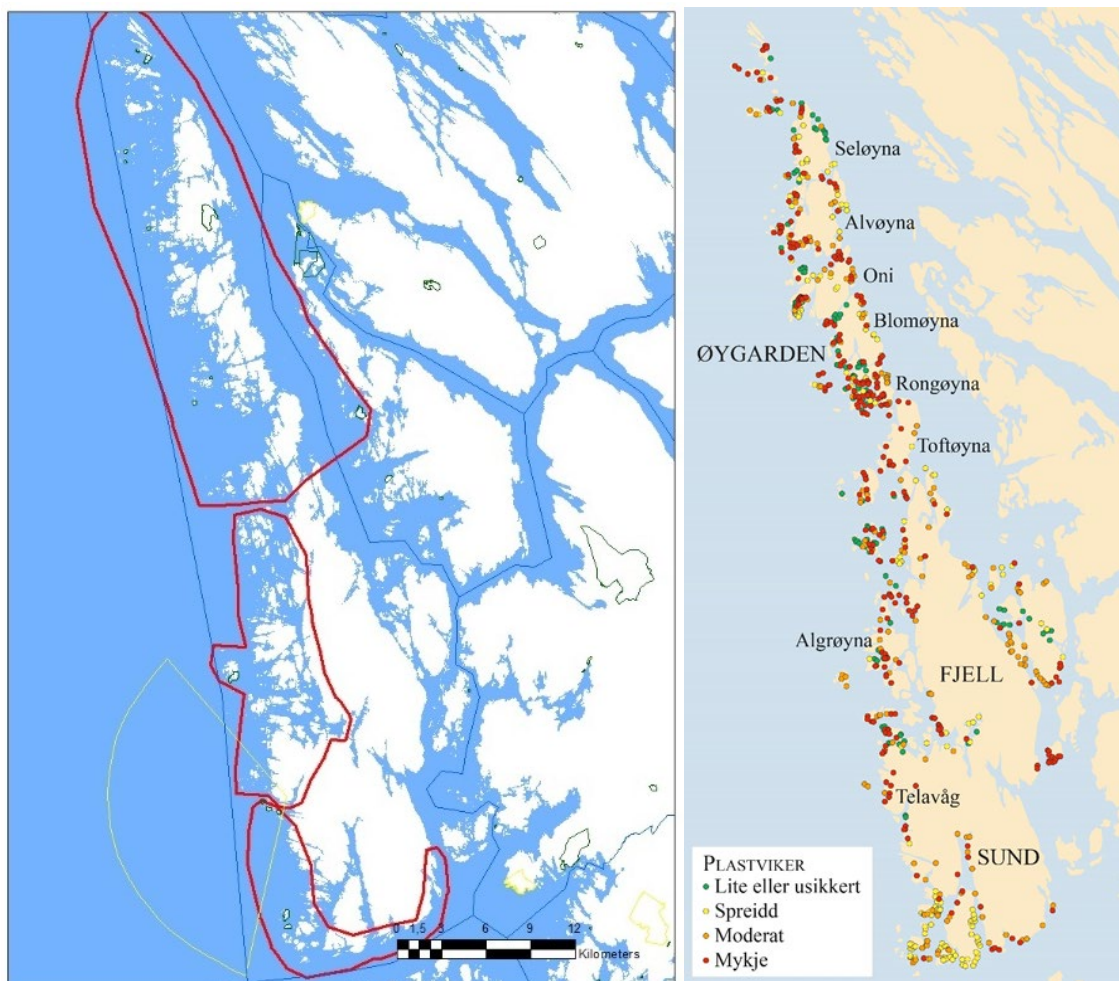 0 1,5 3 6 9 12
Kilometers
Seløyna
Alvøyna
Oni
Blomøyna
ØYGARDEN
Rongøyna
Toftøyna
Algrøyna
FJELL
Telavåg
SUND
PLASTVIKER
Lite eller usikkert
Spreidd
Moderat
Mykje